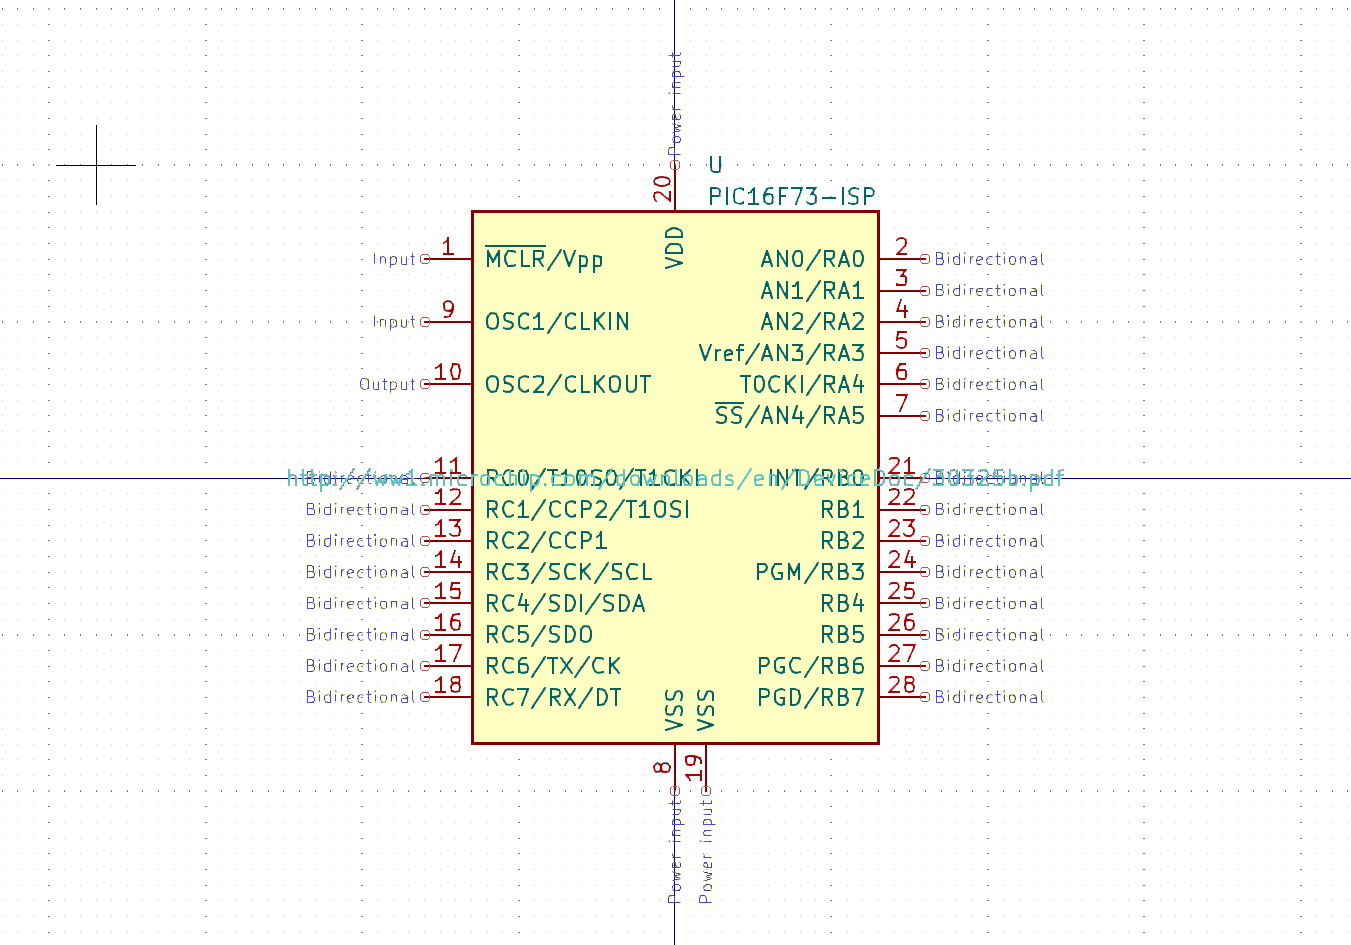 Power input
20
U
PIC16F73-ISP
VDD
Input 1 MCLR/Vpp AN0/RA0 2 Bidirectional
AN1/RA1 3 Bidirectional
Input 9 OSC1/CLKIN AN2/RA2 4 Bidirectional
Vref/AN3/RA3 5 Bidirectional
Output 10 OSC2/CLKOUT T0CKI/RA4 6 Bidirectional
SS/AN4/RA5 7 Bidirectional
Bidirectional 11 RC0/T1OSO/T1CKI INT/RB0 21 Bidirectional
http://ww1.microchip.com/downloads/en/DeviceDoc/30325b.pdf
Bidirectional 12 RC1/CCP2/T1OSI RB1 22 Bidirectional
Bidirectional 13 RC2/CCP1 RB2 23 Bidirectional
Bidirectional 14 RC3/SCK/SCL PGM/RB3 24 Bidirectional
Bidirectional 15 RC4/SDI/SDA RB4 25 Bidirectional
Bidirectional 16 RC5/SDO RB5 26 Bidirectional
Bidirectional 17 RC6/TX/CK PGC/RB6 27 Bidirectional
Bidirectional 18 RC7/RX/DT PGD/RB7 28 Bidirectional
VSS VSS
8 19
Power input Power input